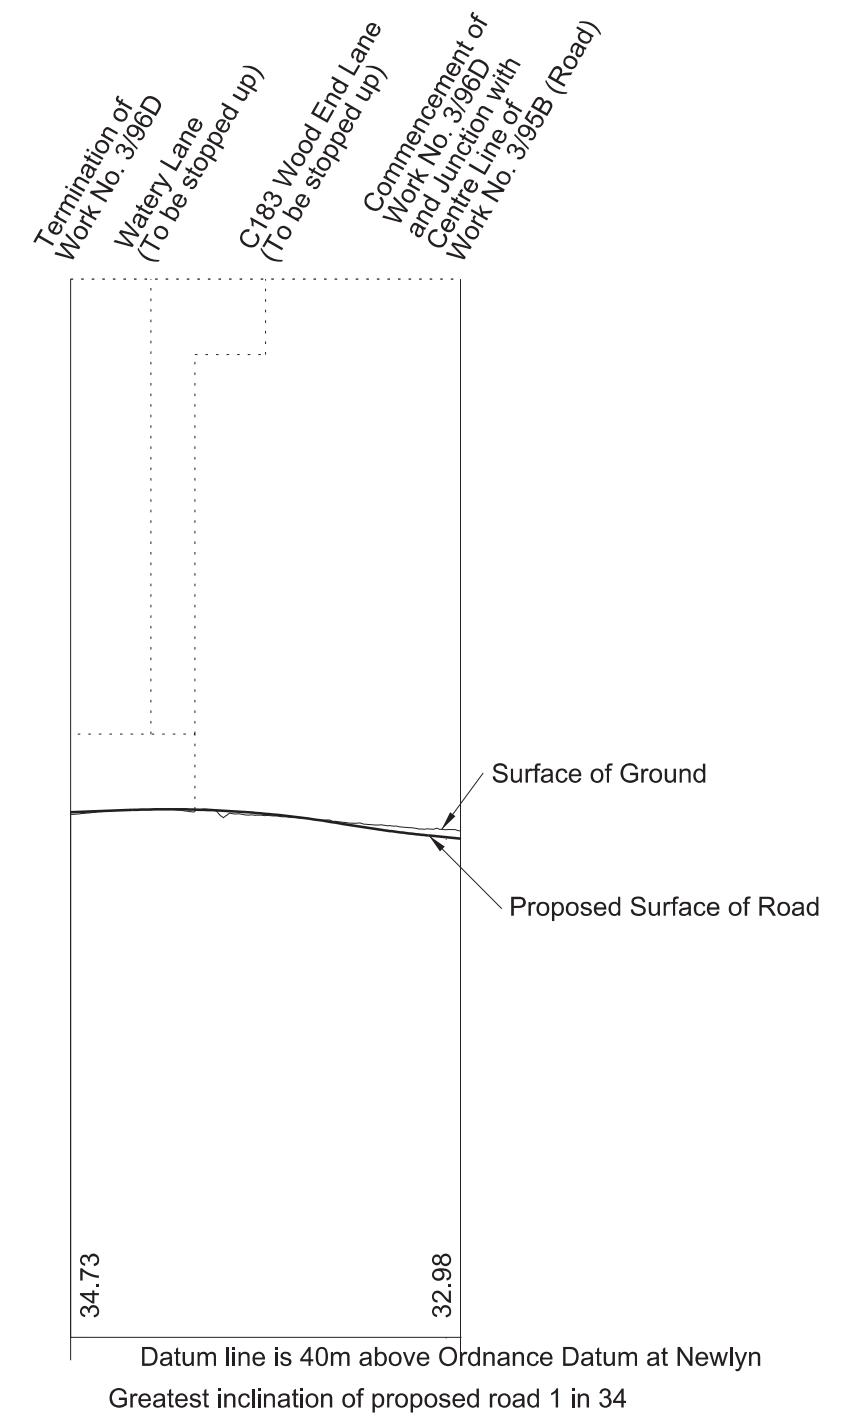 Termination of
Work No. 3/96D
Watery Lane
(To be stopped up)
C183 Wood End Lane
(To be stopped up)
Commencement of
Work No. 3/96D
and Junction with
Centre Line of
Work No. 3/95B (Road)
Surface of Ground
Proposed Surface of Road
34.73
32.98
Datum line is 40m above Ordnance Datum at Newlyn
Greatest inclination of proposed road 1 in 34